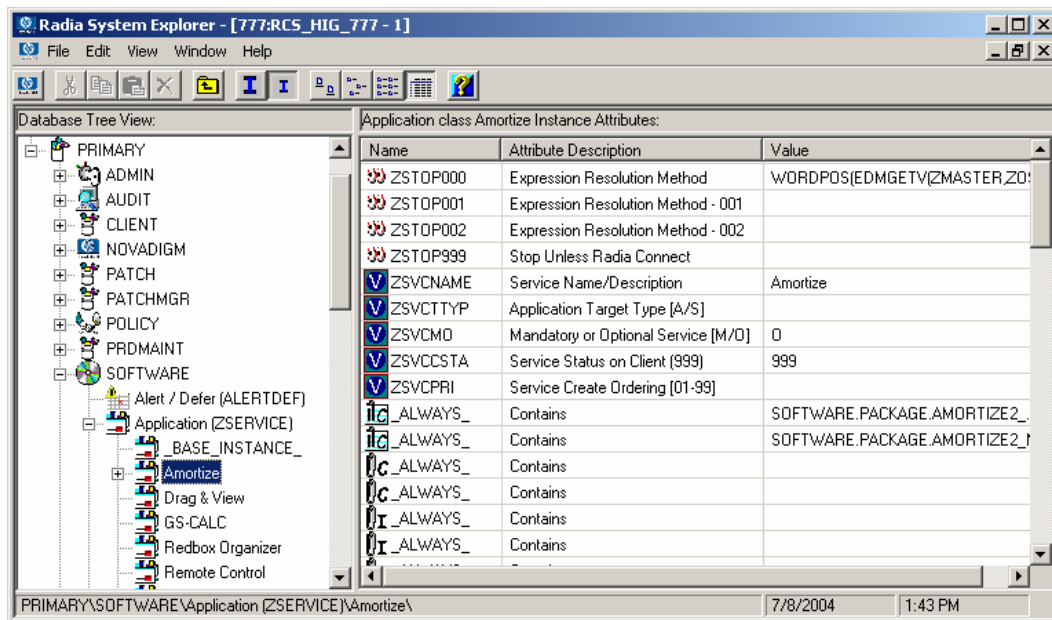 Radia System Explorer - [777:RCS_HIG_777 - 1]
File Edit View Window Help
Database Tree View:
PRIMARY
ADMIN
AUDIT
CLIENT
NOVADIGM
PATCH
PATCHMGR
POLICY
PRDMAINT
SOFTWARE
Alert / Defer (ALERTDEF)
Application (ZSERVICE)
_BASE_INSTANCE_
Amortize
Drag & View
GS-CALC
Redbox Organizer
Remote Control
Application class Amortize Instance Attributes:
Name Attribute Description Value
ZSTOP000 Expression Resolution Method WORDPOS(EDMGETV(ZMASTER,ZOS
ZSTOP001 Expression Resolution Method - 001
ZSTOP002 Expression Resolution Method - 002
ZSTOP999 Stop Unless Radia Connect
V ZSVCNAME Service Name/Description Amortize
V ZSVCTTYP Application Target Type [A/S]
V ZSVCMO Mandatory or Optional Service [M/O] O
V ZSVCCSTA Service Status on Client (999) 999
V ZSVCPRI Service Create Ordering [01-99]
_ALWAYS_ Contains SOFTWARE.PACKAGE.AMORTIZE2_.
_ALWAYS_ Contains SOFTWARE.PACKAGE.AMORTIZE2_
_ALWAYS_ Contains
_ALWAYS_ Contains
_ALWAYS_ Contains
_ALWAYS_ Contains
PRIMARY\SOFTWARE\Application (ZSERVICE)\Amortize\ 7/8/2004 1:43 PM